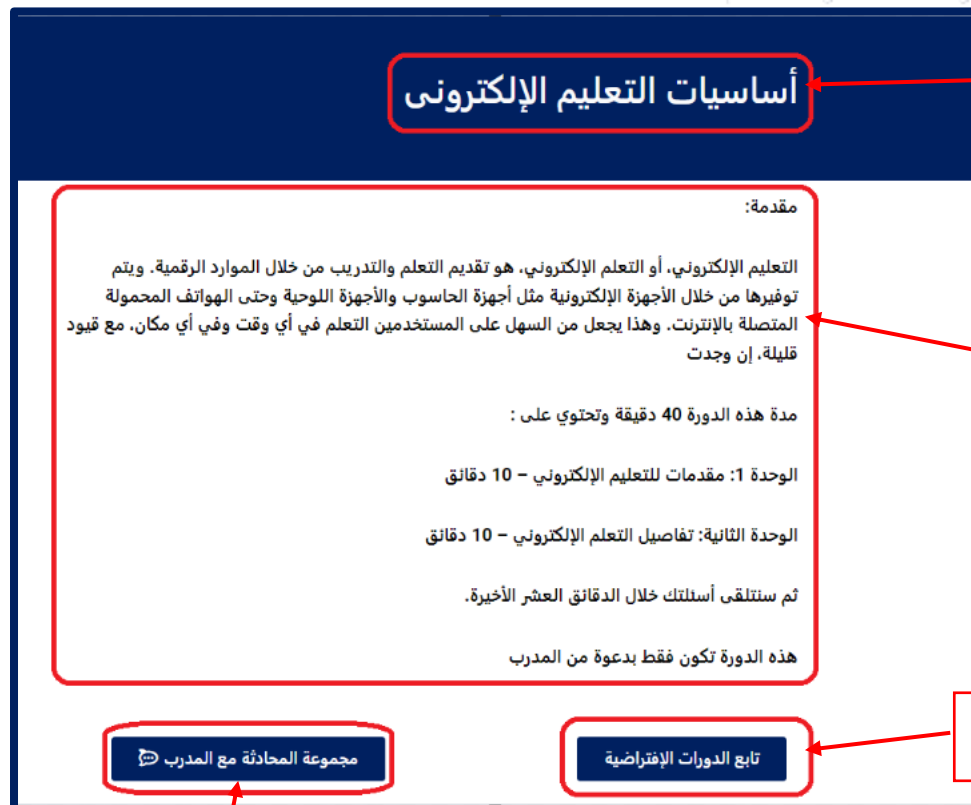 أساسيات التعليم الإلكترونى
مقدمة:
التعليم الإلكتروني، أو التعلم الإلكتروني، هو تقديم التعلم والتدريب من خلال الموارد الرقمية. ويتم
توفيرها من خلال الأجهزة الإلكترونية مثل أجهزة الحاسوب والأجهزة اللوحية وحتى الهواتف المحمولة
المتصلة بالإنترنت. وهذا يجعل من السهل على المستخدمين التعلم في أي وقت وفي أي مكان، مع قيود
قليلة، إن وجدت
مدة هذه الدورة 40 دقيقة وتحتوي على :
الوحدة 1: مقدمات للتعليم الإلكتروني – 10 دقائق
الوحدة الثانية: تفاصيل التعلم الإلكتروني – 10 دقائق
ثم سنتلقى أسئلتك خلال الدقائق العشر الأخيرة.
هذه الدورة تكون فقط بدعوة من المدرب
تابع الدورات الإفتراضية
مجموعة المحادثة مع المدرب